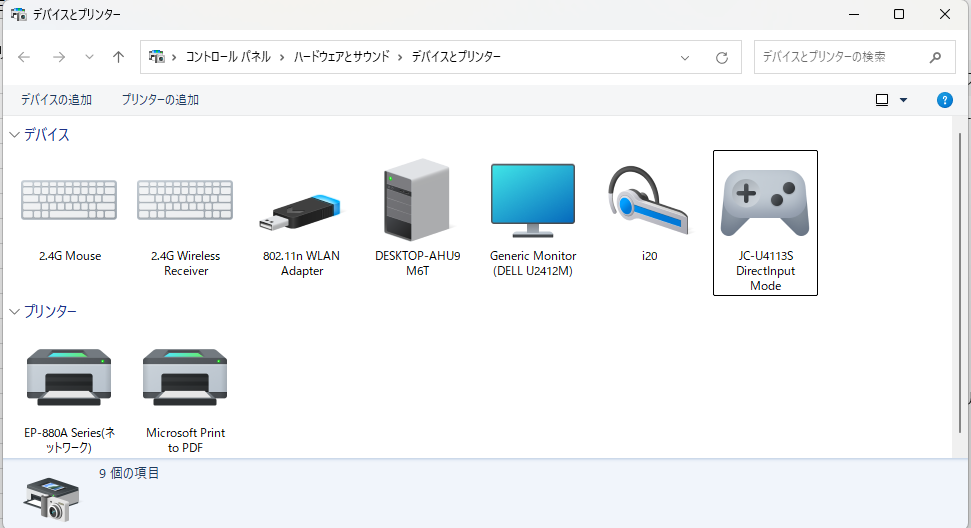 デバイスとプリンター
コントロール パネル › ハードウェアとサウンド › デバイスとプリンター
デバイスとプリンターの検索
デバイスの追加
プリンターの追加
?
デバイス
2.4G Mouse
2.4G Wireless
Receiver
802.11n WLAN
Adapter
DESKTOP-AHU9
M6T
Generic Monitor
(DELL U2412M)
i20
JC-U4113S
DirectInput
Mode
プリンター
EP-880A Series(ネ
ットワーク)
Microsoft Print
to PDF
9 個の項目